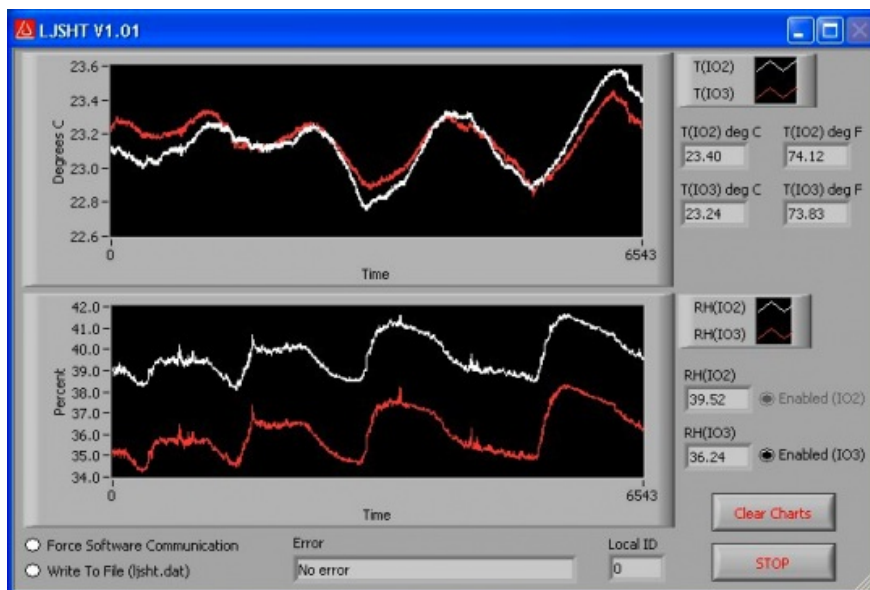 LJSHT V1.01
23.6
23.4
23.2
23.0
22.8
22.6
Degrees C
0
6543
Time
T(IO2)
T(IO3)
T(IO2) deg C T(IO2) deg F
23.40 74.12
T(IO3) deg C T(IO3) deg F
23.24 73.83
42.0
41.0
40.0
39.0
38.0
37.0
36.0
35.0
34.0
Percent
0
6543
Time
RH(IO2)
RH(IO3)
RH(IO2)
39.52 Enabled (IO2)
RH(IO3)
36.24 Enabled (IO3)
Clear Charts
STOP
Force Software Communication
Write To File (ljsht.dat)
Error
No error
Local ID
0